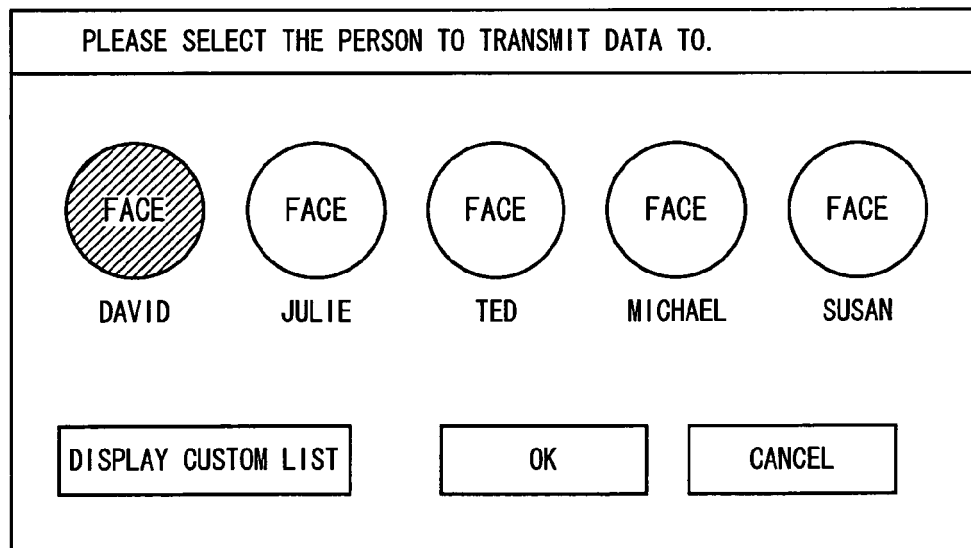 PLEASE SELECT THE PERSON TO TRANSMIT DATA TO.
FACE FACE FACE FACE FACE
DAVID JULIE TED MICHAEL SUSAN
DISPLAY CUSTOM LIST OK CANCEL